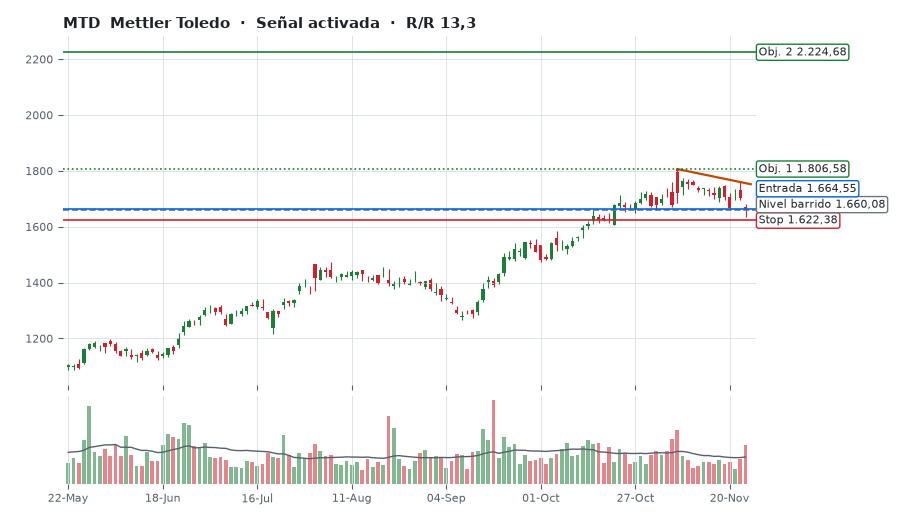 MTD Mettler Toledo · Señal activada · R/R 13,3
2200
2000
1800
1600
1400
1200
Obj. 2 2.224,68
Obj. 1 1.806,58
Entrada 1.664,55
Nivel barrido 1.660,08
Stop 1.622,38
22-May
18-Jun
16-Jul
11-Aug
04-Sep
01-Oct
27-Oct
20-Nov